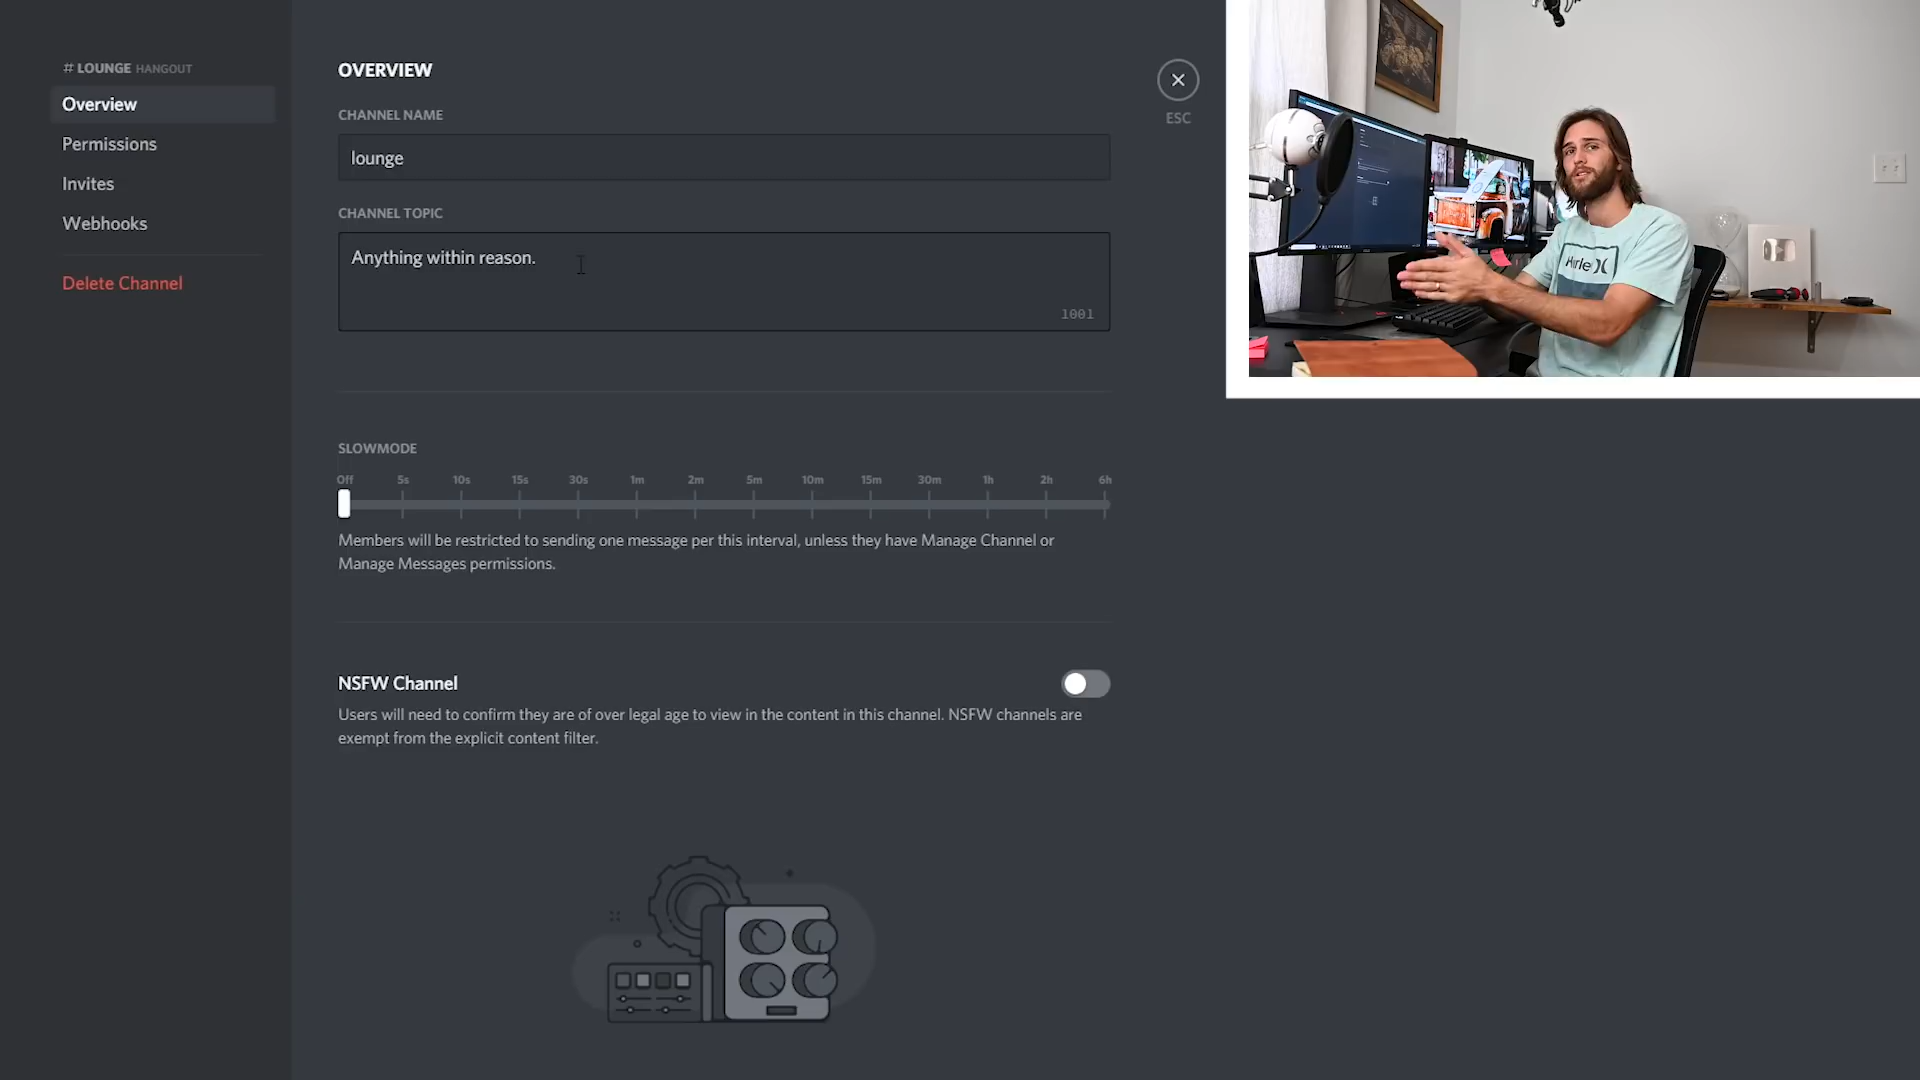 # LOUNGE HANGOUT
Overview
Permissions
Invites
Webhooks
Delete Channel
OVERVIEW
ESC
CHANNEL NAME
lounge
CHANNEL TOPIC
Anything within reason.
1001
SLOWMODE
Off 5s 10s 15s 30s 1m 2m 5m 10m 15m 30m 1h 2h 6h
Members will be restricted to sending one message per this interval, unless they have Manage Channel or
Manage Messages permissions.
NSFW Channel
Users will need to confirm they are of over legal age to view in the content in this channel. NSFW channels are
exempt from the explicit content filter.
Hurley